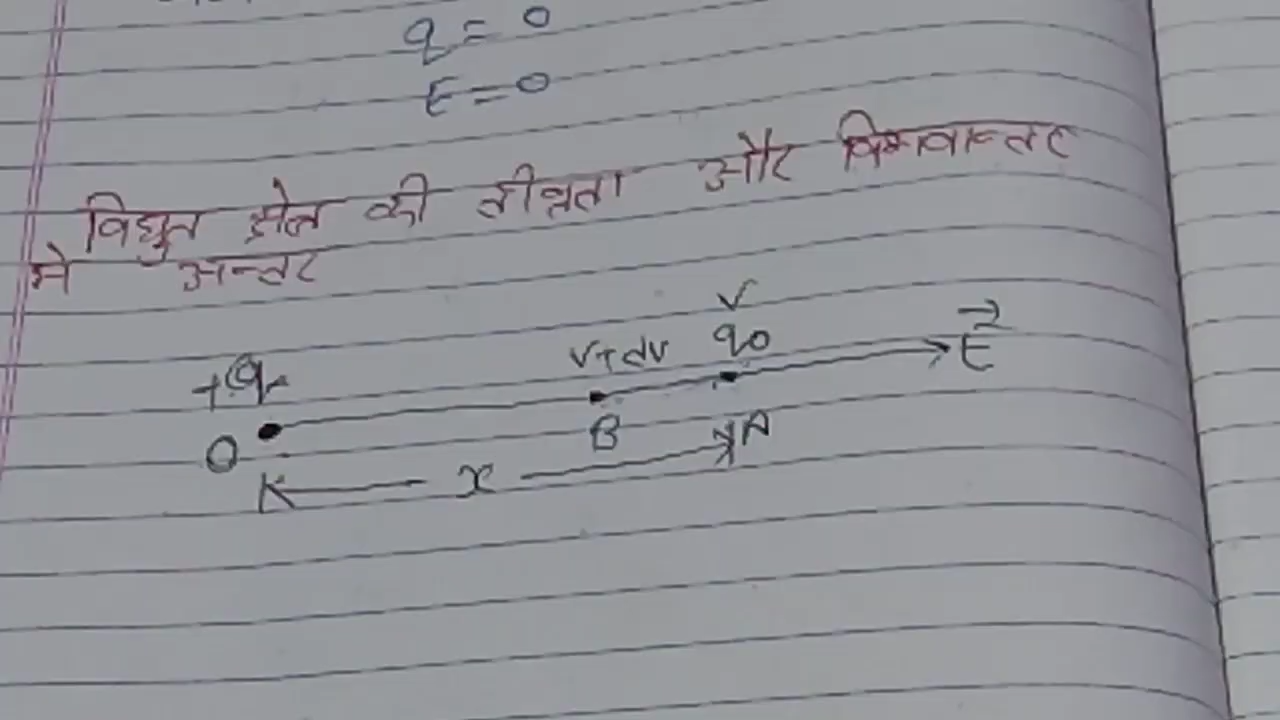 q = 0
E = 0
विद्युत क्षेत्र की तीव्रता और विभवान्तर
में अन्तर
V
V+dV q0 E
+q
O B A
x